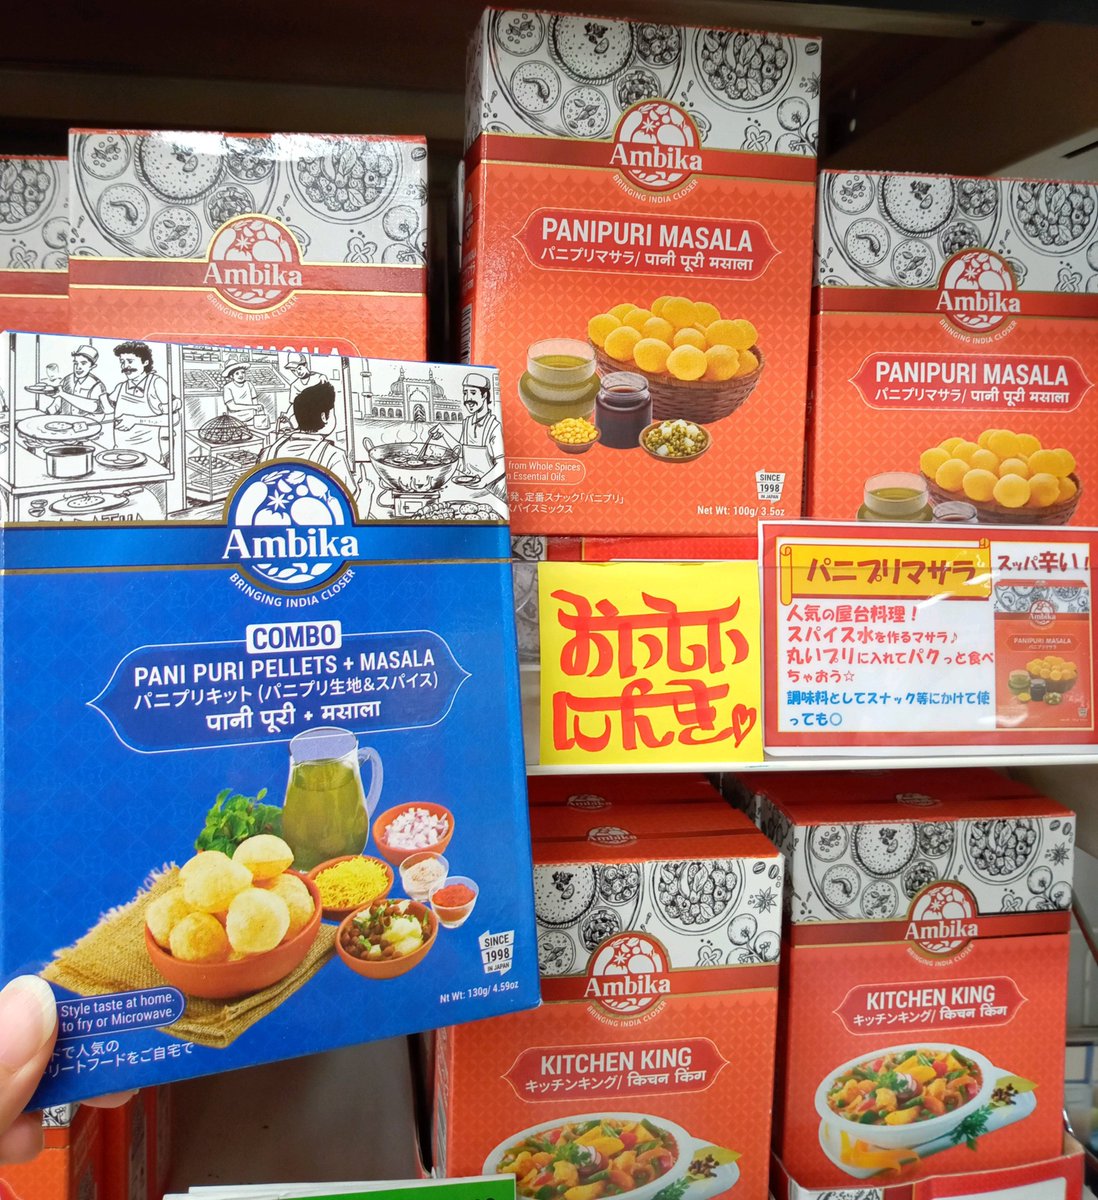 Ambika
BRINGING INDIA CLOSER
Ambika
BRINGING INDIA CLOSER
PANIPURI MASALA
パニプリマサラ/ पानी पूरी मसाला
from Whole Spices
Essential Oils.
定番スナック「パニプリ」
パイスミックス
SINCE
1998
IN JAPAN
Net Wt: 100g/ 3.5oz
Ambika
BRINGING INDIA CLOSER
PANIPURI MASALA
パニプリマサラ/ पानी पूरी मसाला
Ambika
BRINGING INDIA CLOSER
COMBO
PANI PURI PELLETS + MASALA
パニプリキット (パニプリ生地&スパイス)
पानी पूरी + मसाला
SINCE
1998
IN JAPAN
Nt Wt: 130g/ 4.59oz
Style taste at home.
to fry or Microwave.
で人気の
リートフードをご自宅で
おいしい
にんき♡
パニプリマサラ
スッパ辛い!
人気の屋台料理!
スパイス水を作るマサラ♪
丸いプリに入れてパクっと食べ
ちゃおう☆
調味料としてスナック等にかけて使
っても○
Ambika
PANIPURI MASALA
Ambika
BRINGING INDIA CLOSER
KITCHEN KING
キッチンキング/ किचन किंग
Ambika
BRINGING INDIA CLOSER
KITCHEN KING
キッチンキング/ किचन किंग